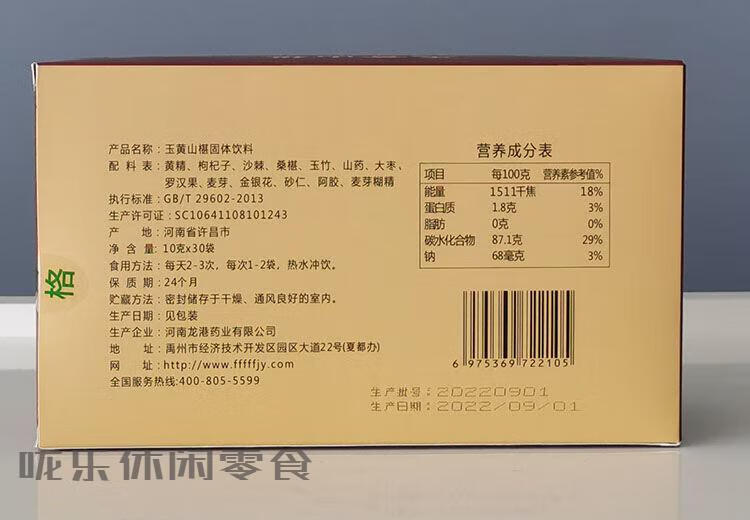 产品名称：玉黄山椹固体饮料
配 料 表：黄精、枸杞子、沙棘、桑椹、玉竹、山药、大枣、
罗汉果、麦芽、金银花、砂仁、阿胶、麦芽糊精
执行标准：GB/T 29602-2013
生产许可证：SC10641108101243
产 地：河南省许昌市
净 含 量：10克×30袋
食用方法：每天2-3次，每次1-2袋，热水冲饮。
保 质 期：24个月
贮藏方法：密封储存于干燥、通风良好的室内。
生产日期：见包装
生产企业：河南龙港药业有限公司
地 址：禹州市经济技术开发区园区大道22号(夏都办)
网 址：http://www.fffffjy.com
全国服务热线:400-805-5599
营养成分表
项目 每100克 营养素参考值%
能量 1511千焦 18%
蛋白质 1.8克 3%
脂肪 0克 0%
碳水化合物 87.1克 29%
钠 68毫克 3%
6 975369 722105
生产批号：20220901
生产日期：2022/09/01
格
咙乐休闲零食